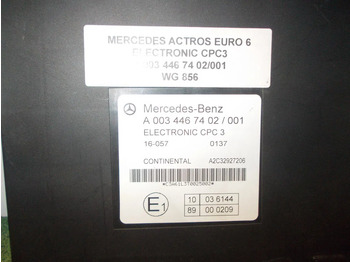 MERCEDES ACTROS EURO 6
ELECTRONIC CPC3
003 446 74 02/001
WG 856
Mercedes-Benz
A 003 446 74 02 / 001
ELECTRONIC CPC 3
16-057 0137
CONTINENTAL A2C32927206
E1
10 03 6144
89 00 0209